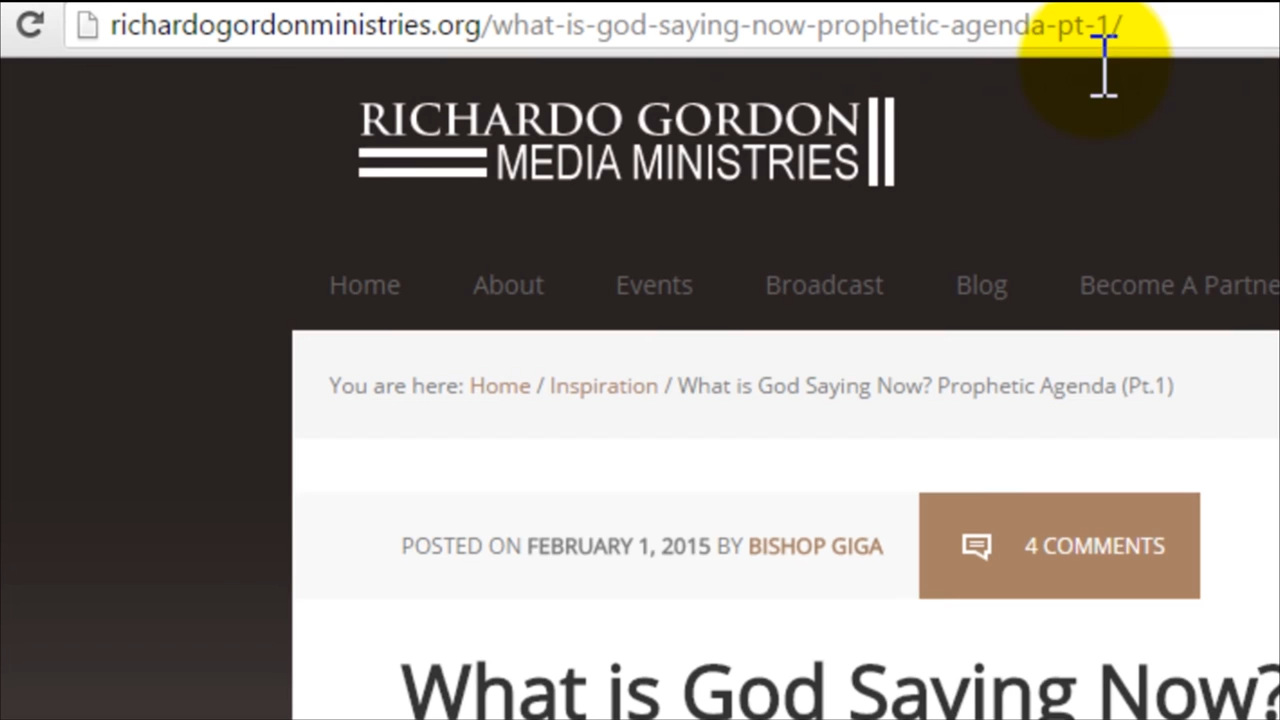 richardogordonministries.org/what-is-god-saying-now-prophetic-agenda-pt-1/
RICHARDO GORDON
MEDIA MINISTRIES
Home About Events Broadcast Blog Become A Partne
You are here: Home / Inspiration / What is God Saying Now? Prophetic Agenda (Pt.1)
POSTED ON FEBRUARY 1, 2015 BY BISHOP GIGA 4 COMMENTS
What is God Saying Now?